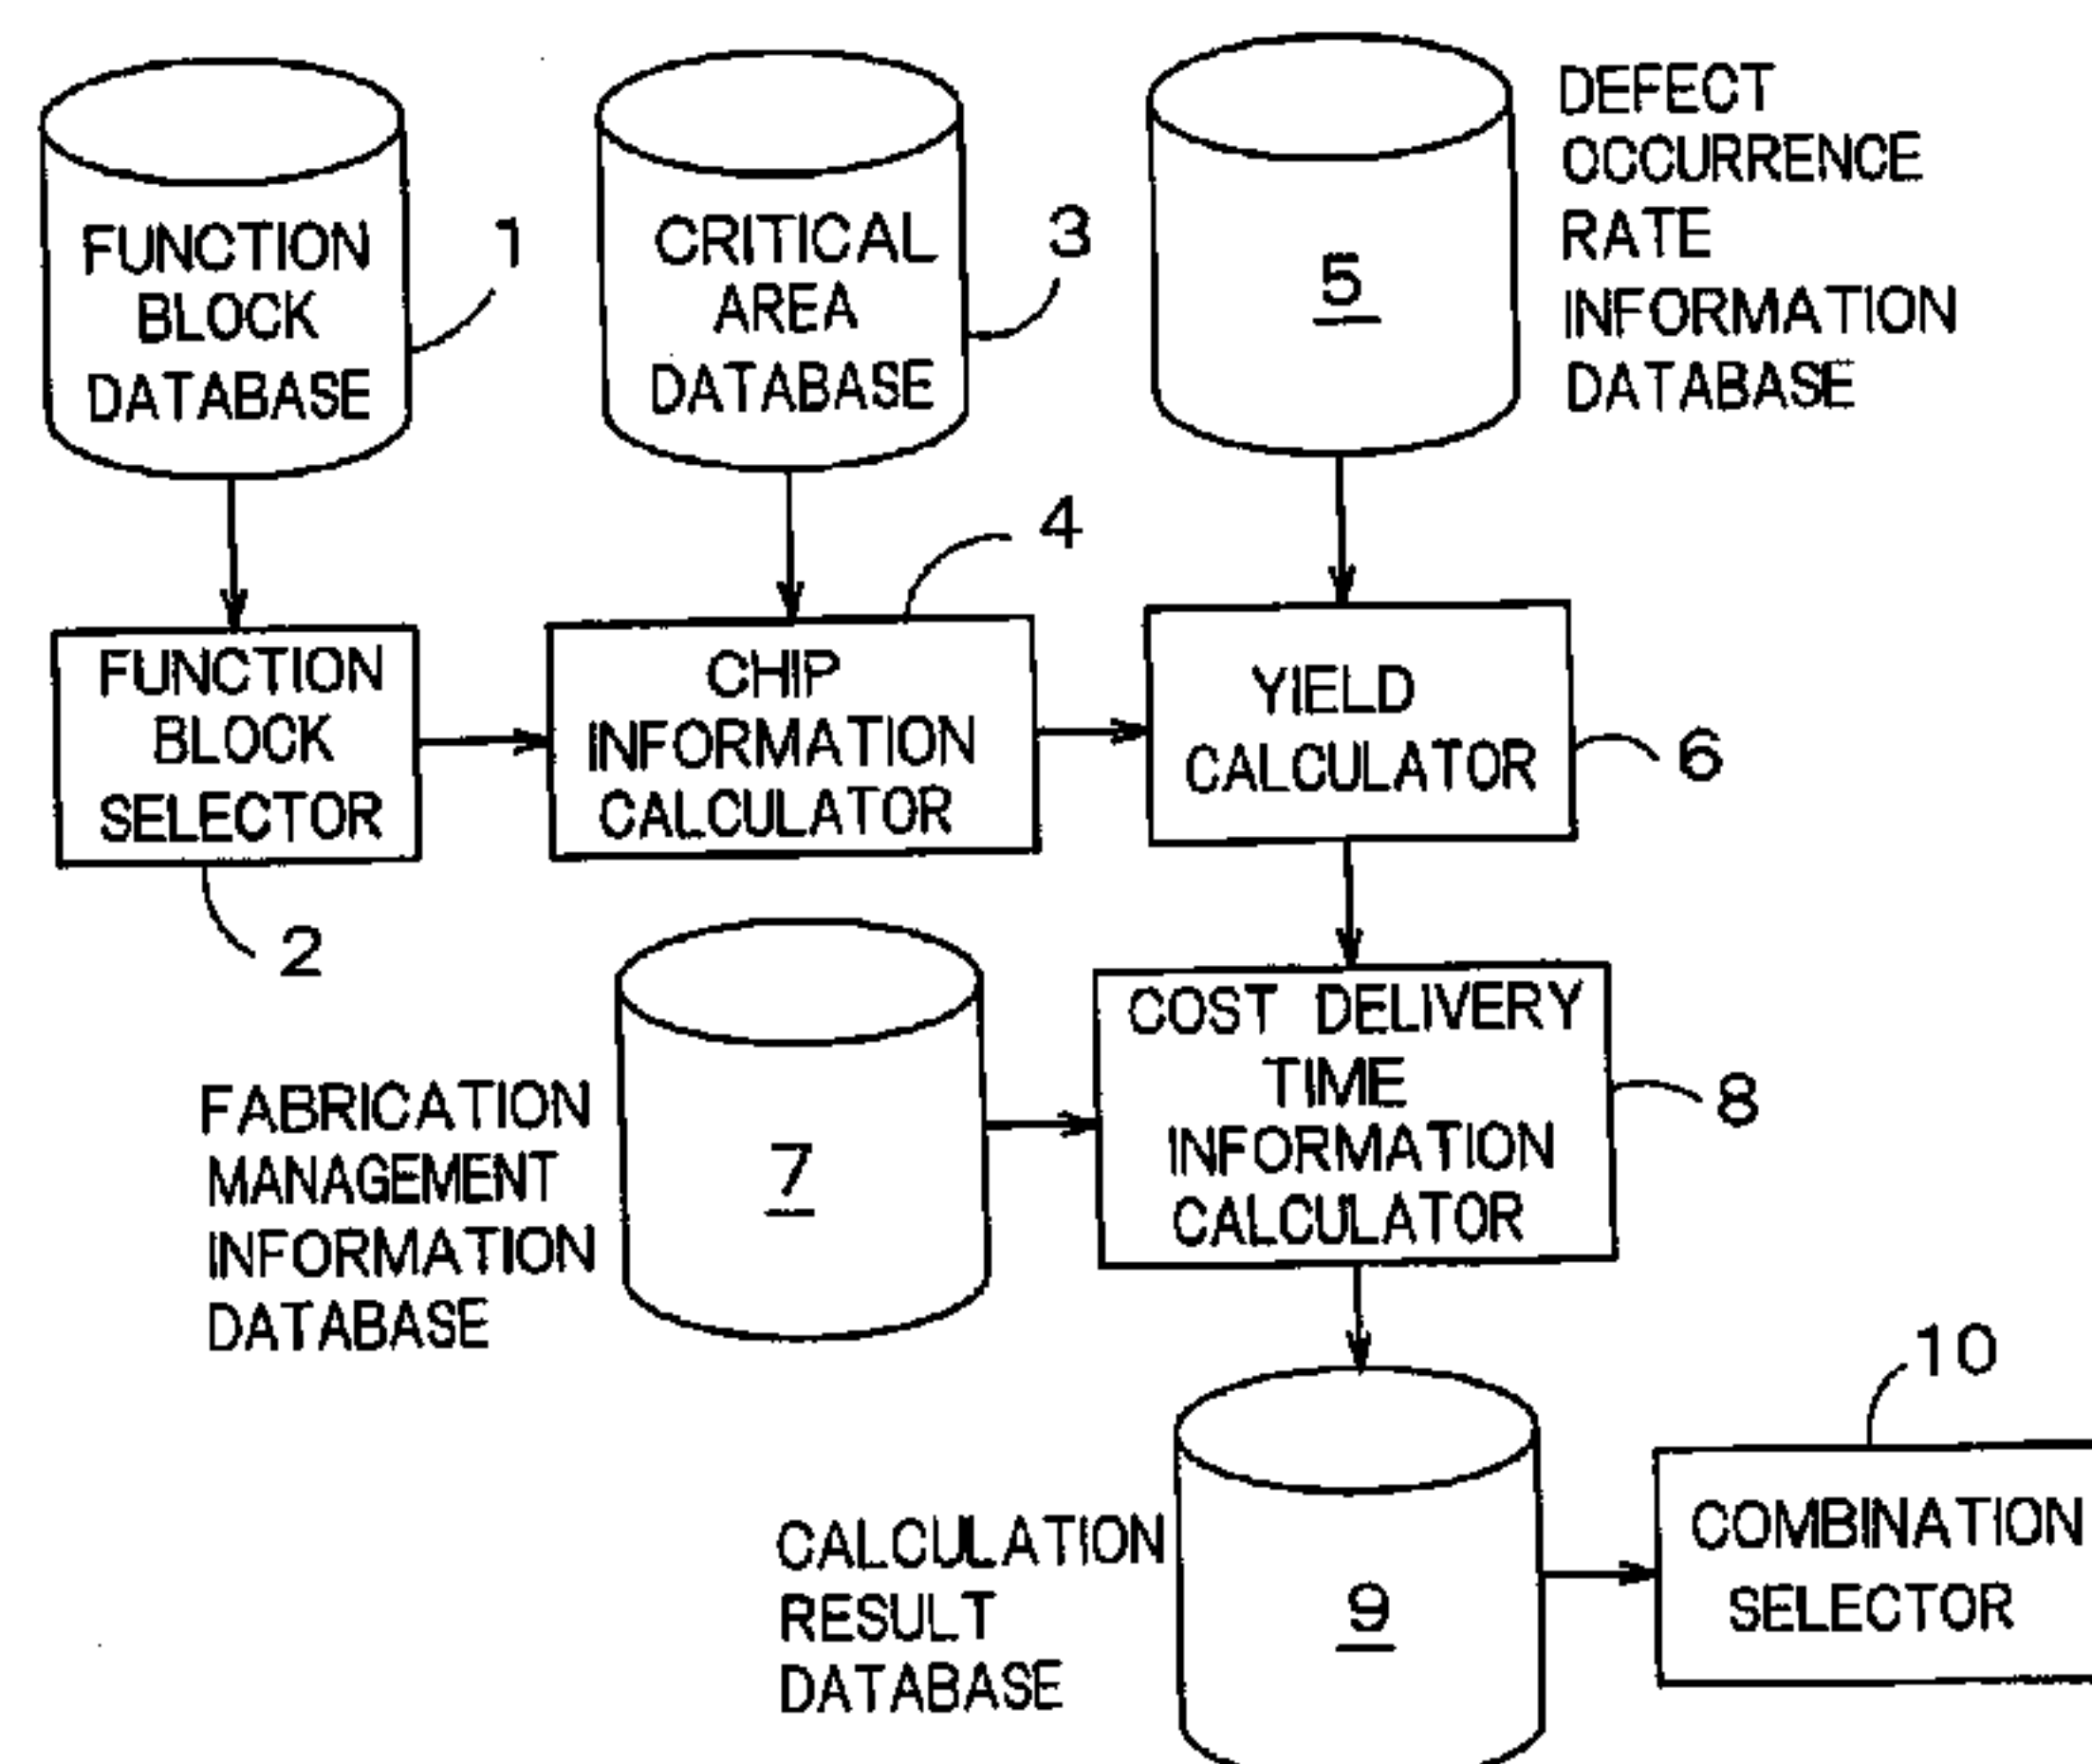 FUNCTION
BLOCK
DATABASE
1
CRITICAL
AREA
DATABASE
3
5
DEFECT
OCCURRENCE
RATE
INFORMATION
DATABASE
FUNCTION
BLOCK
SELECTOR
2
CHIP
INFORMATION
CALCULATOR
4
YIELD
CALCULATOR
6
FABRICATION
MANAGEMENT
INFORMATION
DATABASE
7
COST DELIVERY
TIME
INFORMATION
CALCULATOR
8
CALCULATION
RESULT
DATABASE
9
10
COMBINATION
SELECTOR